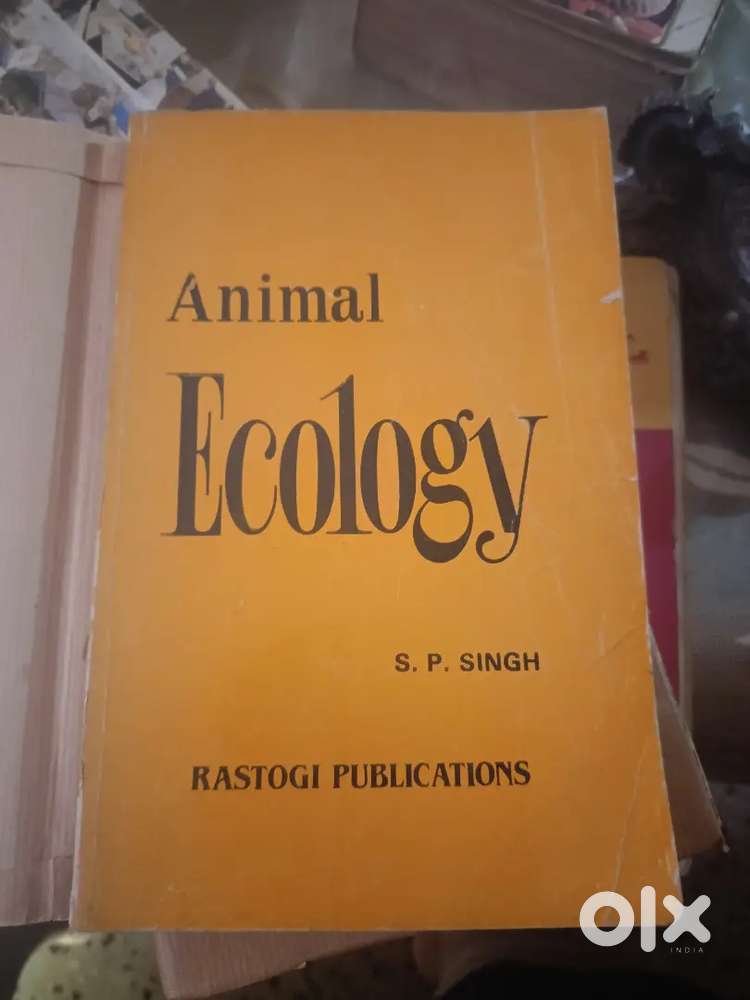 Animal
Ecology
S. P. SINGH
RASTOGI PUBLICATIONS
olx
INDIA